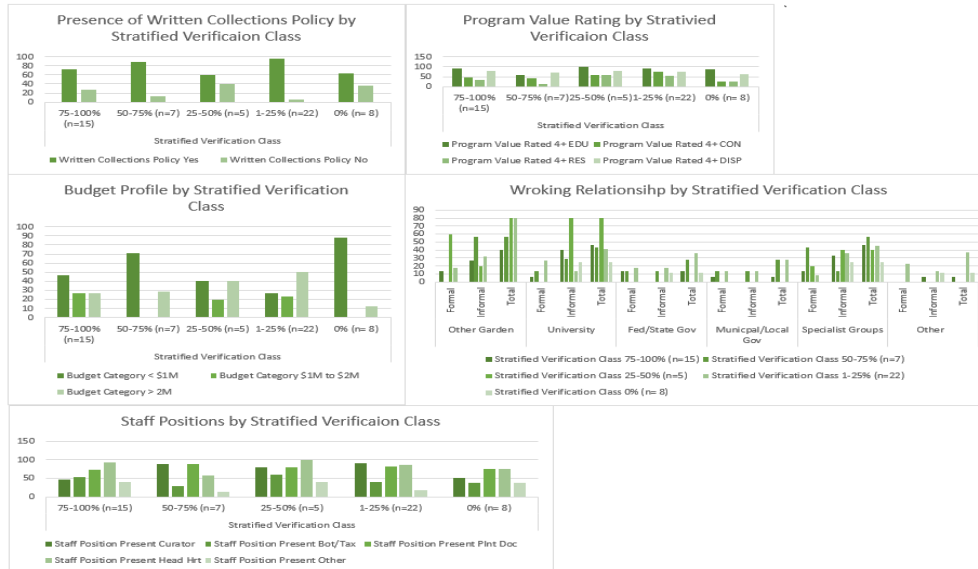 Presence of Written Collections Policy by
Stratified Verificaion Class
100
80
60
40
20
0
75-100%
(n=15)
50-75% (n=7)
25-50% (n=5)
1-25% (n=22)
0% (n= 8)
Stratified Verification Class
Written Collections Policy Yes
Written Collections Policy No
Program Value Rating by Strativied
Verificaion Class
150
100
50
0
75-100%
(n=15)
50-75% (n=7)
25-50% (n=5)
1-25% (n=22)
0% (n= 8)
Stratified Verification Class
Program Value Rated 4+ EDU
Program Value Rated 4+ CON
Program Value Rated 4+ RES
Program Value Rated 4+ DISP
Budget Profile by Stratified Verification
Class
100
90
80
70
60
50
40
30
20
10
0
75-100%
(n=15)
50-75% (n=7)
25-50% (n=5)
1-25% (n=22)
0% (n= 8)
Stratified Verification Class
Budget Category < $1M
Budget Category $1M to $2M
Budget Category > 2M
Wroking Relationsihp by Stratified Verification Class
90
80
70
60
50
40
30
20
10
0
Formal
Informal
Total
Formal
Informal
Total
Formal
Informal
Total
Formal
Informal
Total
Formal
Informal
Total
Formal
Informal
Total
Other Garden
University
Fed/State Gov
Municpal/Local
Gov
Specialist Groups
Other
Stratified Verification Class 75-100% (n=15)
Stratified Verification Class 50-75% (n=7)
Stratified Verification Class 25-50% (n=5)
Stratified Verification Class 1-25% (n=22)
Stratified Verification Class 0% (n= 8)
Staff Positions by Stratified Verificaion Class
150
100
50
0
75-100% (n=15)
50-75% (n=7)
25-50% (n=5)
1-25% (n=22)
0% (n= 8)
Stratified Verification Class
Staff Position Present Curator
Staff Position Present Bot/Tax
Staff Position Present Plnt Doc
Staff Position Present Head Hrt
Staff Position Present Other